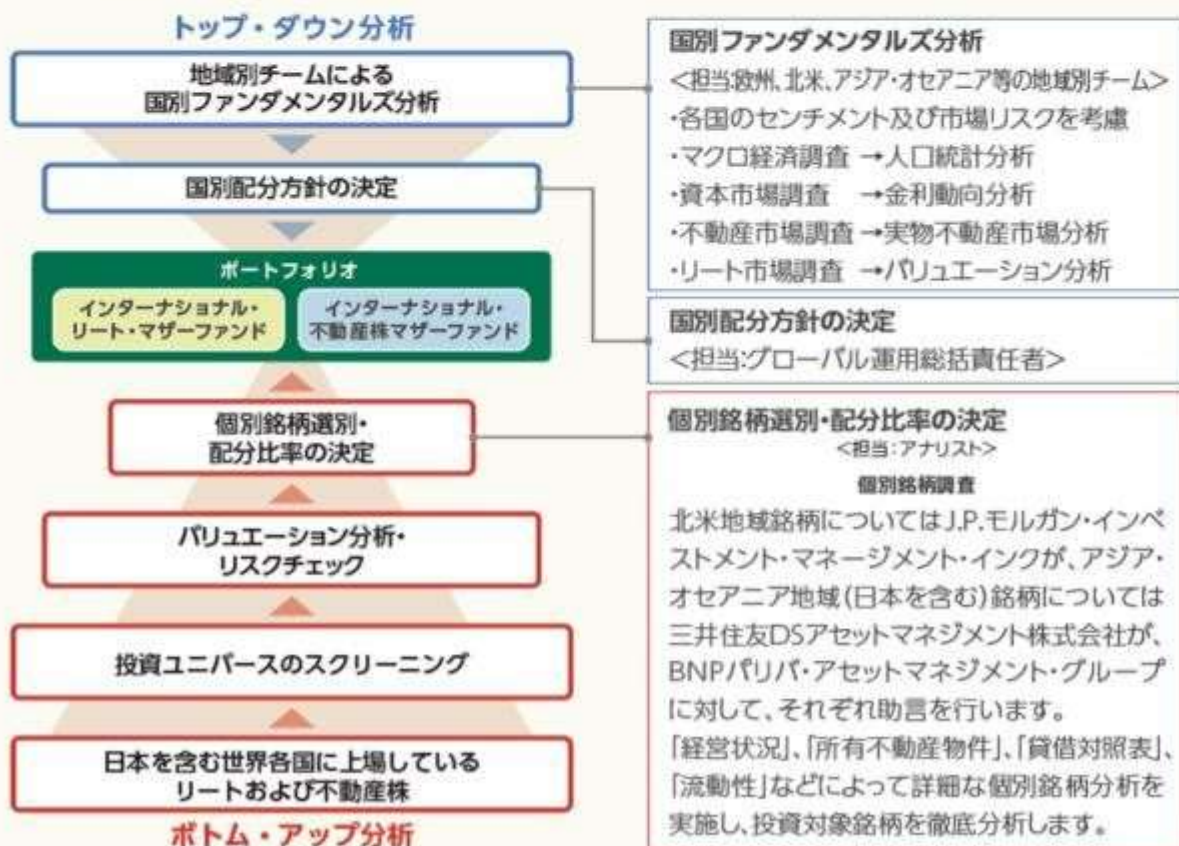 トップ・ダウン分析
地域別チームによる
国別ファンダメンタルズ分析
国別配分方針の決定
ポートフォリオ
インターナショナル・
リート・マザーファンド
インターナショナル・
不動産株マザーファンド
個別銘柄選別・
配分比率の決定
バリュエーション分析・
リスクチェック
投資ユニバースのスクリーニング
日本を含む世界各国に上場している
リートおよび不動産株
ボトム・アップ分析
国別ファンダメンタルズ分析
<担当:欧州、北米、アジア・オセアニア等の地域別チーム>
・各国のセンチメント及び市場リスクを考慮
・マクロ経済調査 →人口統計分析
・資本市場調査 →金利動向分析
・不動産市場調査 →実物不動産市場分析
・リート市場調査 →バリュエーション分析
国別配分方針の決定
<担当:グローバル運用総括責任者>
個別銘柄選別・配分比率の決定
<担当:アナリスト>
個別銘柄調査
北米地域銘柄についてはJ.P.モルガン・インベ
ストメント・マネージメント・インクが、アジア・
オセアニア地域(日本を含む)銘柄については
三井住友DSアセットマネジメント株式会社が、
BNPパリバ・アセットマネジメント・グループ
に対して、それぞれ助言を行います。
「経営状況」、「所有不動産物件」、「貸借対照表」、
「流動性」などによって詳細な個別銘柄分析を
実施し、投資対象銘柄を徹底分析します。